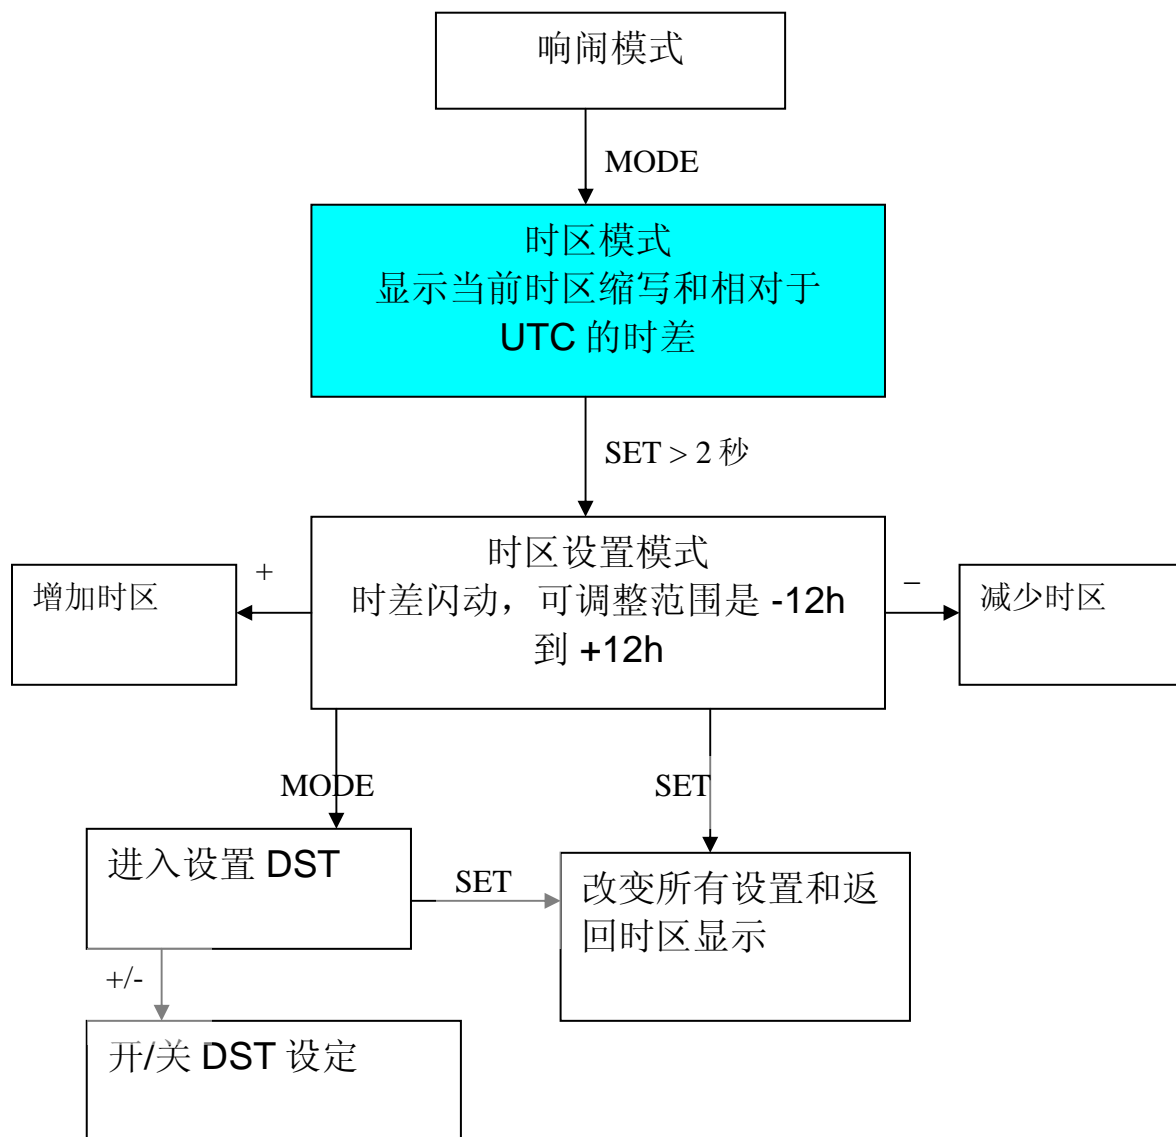 响闹模式
MODE
时区模式
显示当前时区缩写和相对于
UTC 的时差
SET > 2 秒
时区设置模式
时差闪动，可调整范围是 -12h
到 +12h
+
增加时区
–
减少时区
MODE
SET
进入设置 DST
SET
改变所有设置和返
回时区显示
+/-
开/关 DST 设定